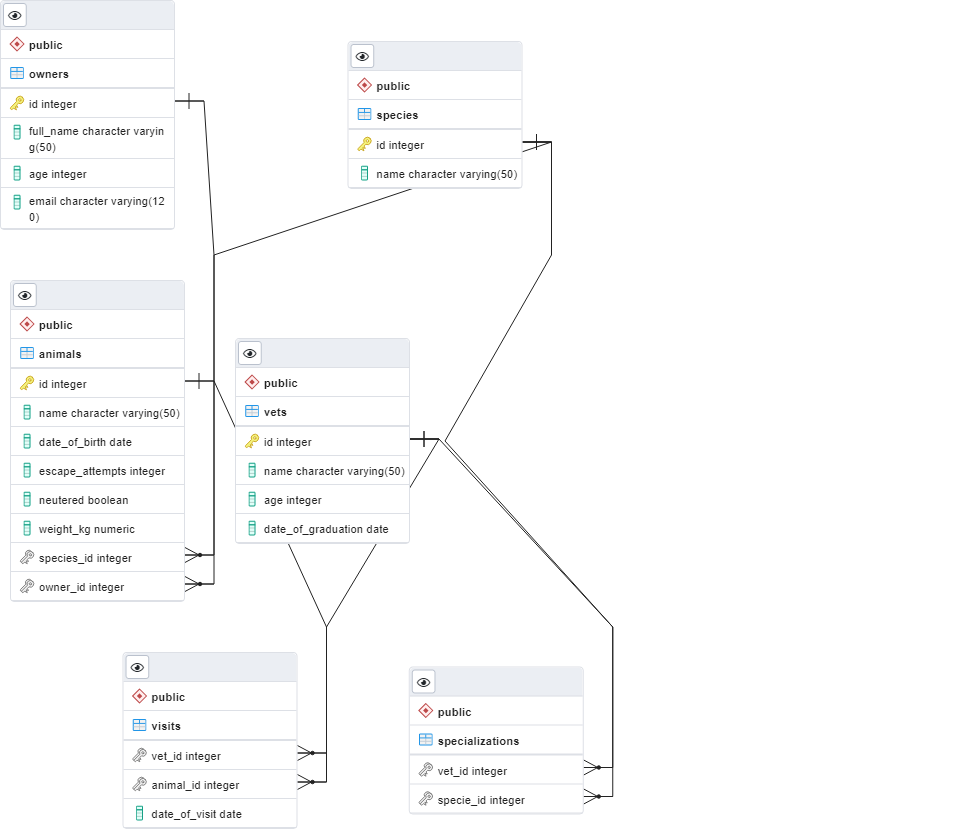 public
owners
id integer
full_name character varyin
g(50)
age integer
email character varying(12
0)
public
species
id integer
name character varying(50)
public
animals
id integer
name character varying(50)
date_of_birth date
escape_attempts integer
neutered boolean
weight_kg numeric
species_id integer
owner_id integer
public
vets
id integer
name character varying(50)
age integer
date_of_graduation date
public
visits
vet_id integer
animal_id integer
date_of_visit date
public
specializations
vet_id integer
specie_id integer